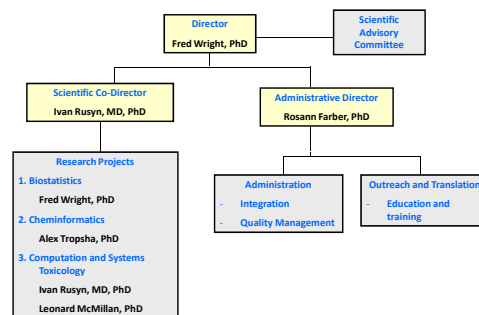 Director
Fred Wright, PhD
Scientific
Advisory
Committee
Scientific Co-Director
Ivan Rusyn, MD, PhD
Administrative Director
Rosann Farber, PhD
Research Projects
1. Biostatistics
Fred Wright, PhD
2. Cheminformatics
Alex Tropsha, PhD
3. Computation and Systems
Toxicology
Ivan Rusyn, MD, PhD
Leonard McMillan, PhD
Administration
- Integration
- Quality Management
Outreach and Translation
- Education and
training